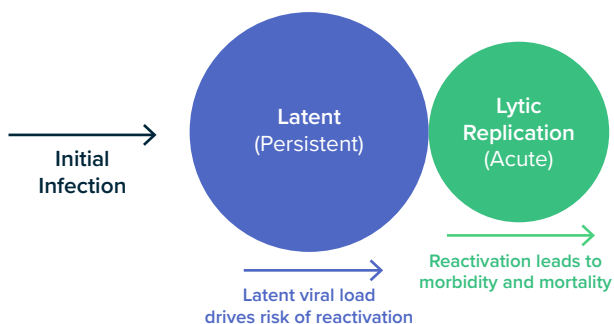 Initial
Infection
Latent
(Persistent)
Lytic
Replication
(Acute)
Latent viral load
drives risk of reactivation
Reactivation leads to
morbidity and mortality